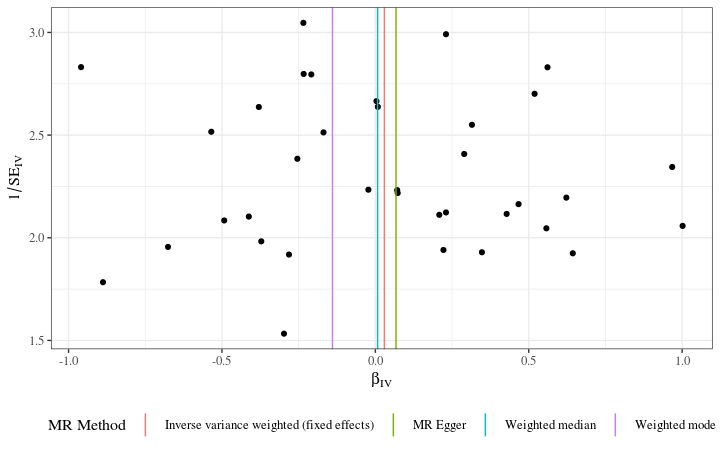 3.0
2.5
2.0
1.5
1/SE_IV
-1.0 -0.5 0.0 0.5 1.0
β_IV
MR Method Inverse variance weighted (fixed effects) MR Egger Weighted median Weighted mode